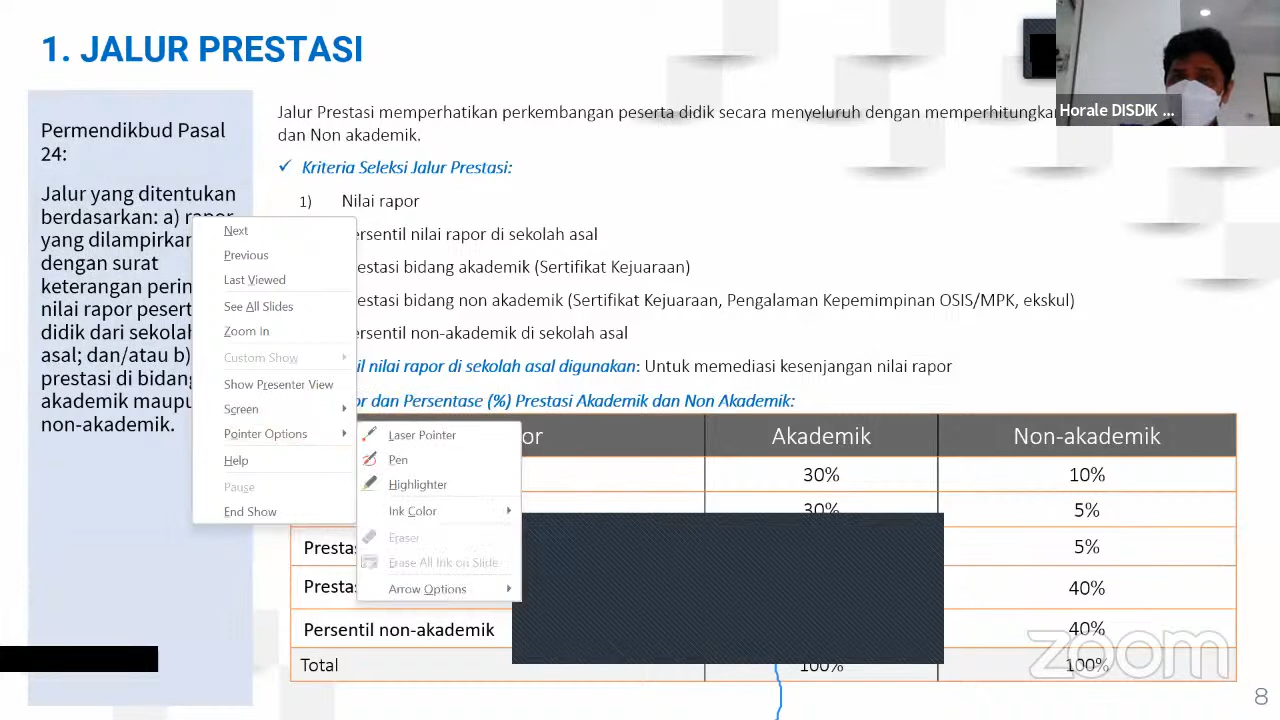 1. JALUR PRESTASI
Horale DISDIK ...
Permendikbud Pasal
24:
Jalur yang ditentukan
berdasarkan: a) rapor
yang dilampirkan
dengan surat
keterangan
nilai rapor
didik dari sekolah
asal; dan/atau b)
prestasi di bidang
akademik
non-akademik.
Jalur Prestasi memperhatikan perkembangan peserta didik secara menyeluruh dengan memperhitungkan
dan Non akademik.
✓ Kriteria Seleksi Jalur Prestasi:
1) Nilai rapor
ersentil nilai rapor di sekolah asal
estasi bidang akademik (Sertifikat Kejuaraan)
estasi bidang non akademik (Sertifikat Kejuaraan, Pengalaman Kepemimpinan OSIS/MPK, ekskul)
ersentil non-akademik di sekolah asal
il nilai rapor di sekolah asal digunakan: Untuk memediasi kesenjangan nilai rapor
or dan Persentase (%) Prestasi Akademik dan Non Akademik:
Next
Previous
Last Viewed
See All Slides
Zoom In
Custom Show
Show Presenter View
Screen
Pointer Options
Help
Pause
End Show
Laser Pointer
Pen
Highlighter
Ink Color
Eraser
Erase All Ink on Slide
Arrow Options
or Akademik Non-akademik
30% 10%
30% 5%
Presta 5%
Presta 40%
Persentil non-akademik 40%
Total 100% 100%
zoom
8